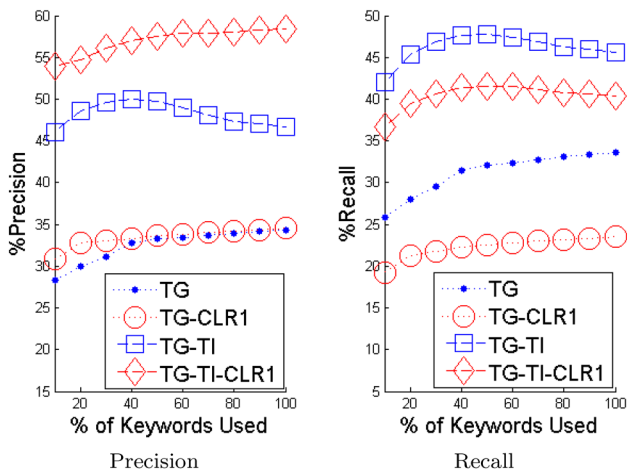 60
55
50
45
40
35
30
25
20
15
%Precision
20 40 60 80 100
% of Keywords Used
TG
TG-CLR1
TG-TI
TG-TI-CLR1
Precision
50
45
40
35
30
25
20
15
10
5
%Recall
20 40 60 80 100
% of Keywords Used
TG
TG-CLR1
TG-TI
TG-TI-CLR1
Recall